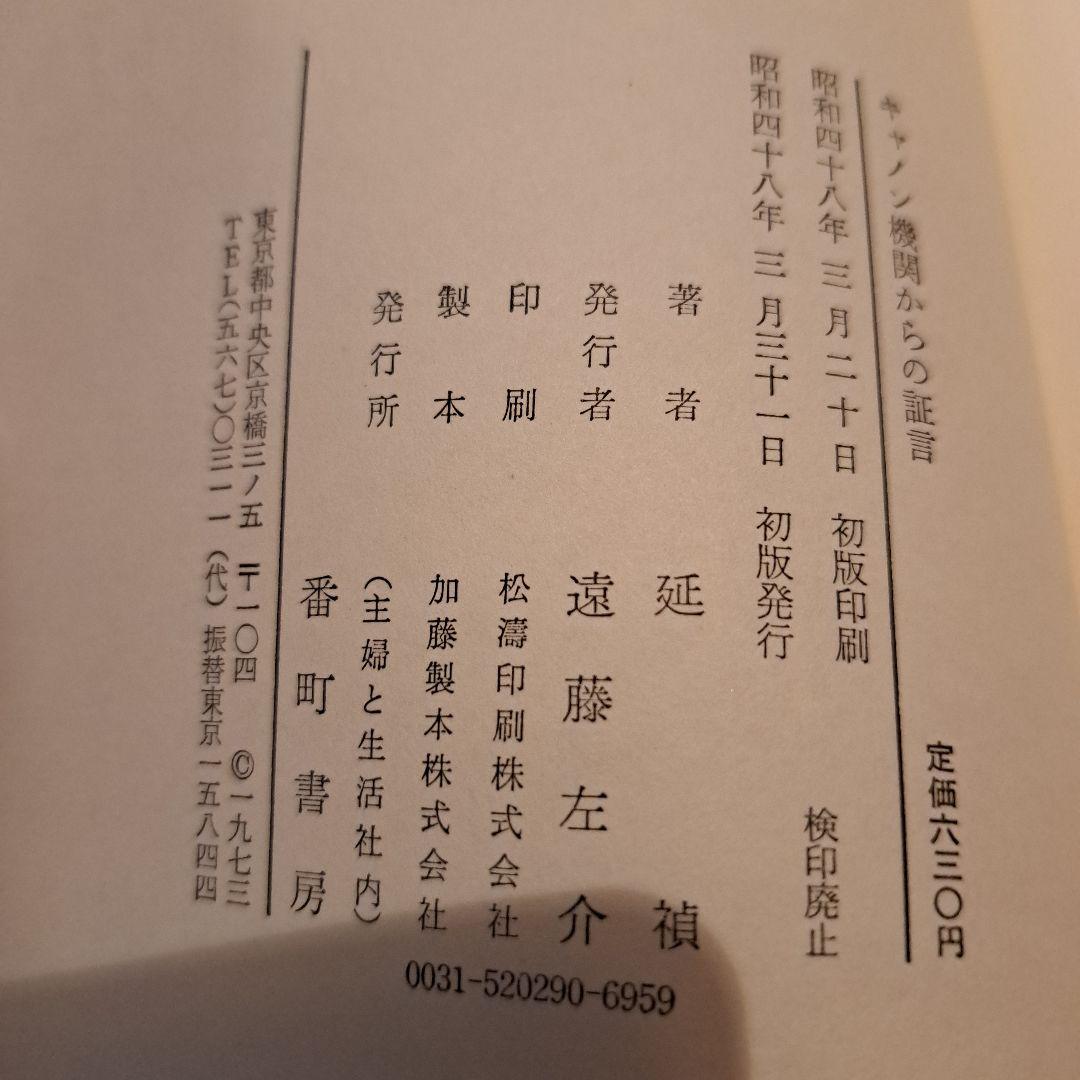 キャノン機関からの証言
定価六三〇円
昭和四十八年三月二十日 初版印刷
昭和四十八年三月三十一日 初版発行
検印廃止
著者 延禎
発行者 遠藤左介
印刷 松濤印刷株式会社
製本 加藤製本株式会社
発行所 (主婦と生活社内)
番町書房
東京都中央区京橋三ノ五 〒一〇四 ©一九七三
TEL(五六七)〇三一一(代)振替東京一五八四四
0031-520290-6959